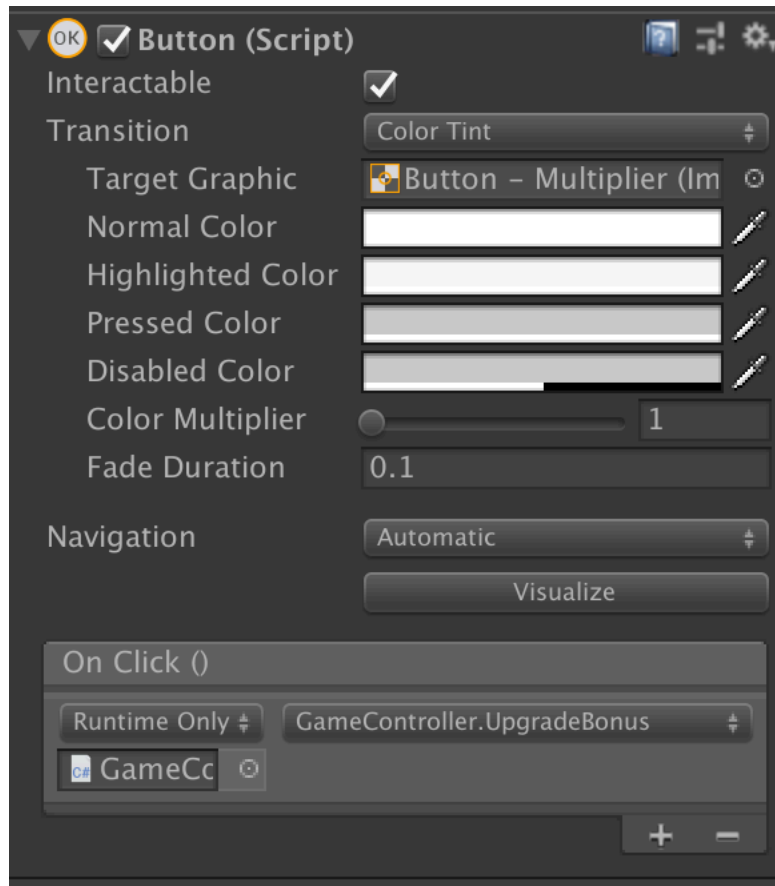 OK Button (Script)
Interactable
Transition Color Tint
Target Graphic Button – Multiplier (Im
Normal Color
Highlighted Color
Pressed Color
Disabled Color
Color Multiplier 1
Fade Duration 0.1
Navigation Automatic
Visualize
On Click ()
Runtime Only GameController.UpgradeBonus
C# GameCo